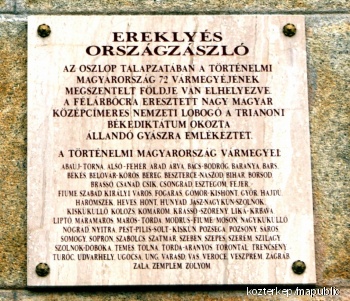 EREKLYÉS
ORSZÁGZÁSZLÓ
AZ OSZLOP TALAPZATÁBAN A TÖRTÉNELMI
MAGYARORSZÁG 72 VÁRMEGYÉJÉNEK
MEGSZENTELT FÖLDJE VAN ELHELYEZVE.
A FÉLÁRBÓCRA ERESZTETT NAGY MAGYAR
KÖZÉPCÍMERES NEMZETI LOBOGÓ A TRIANONI
BÉKEDIKTÁTUM OKOZTA
ÁLLANDÓ GYÁSZRA EMLÉKEZTET.
A TÖRTÉNELMI MAGYARORSZÁG VÁRMEGYÉI:
ABAÚJ-TORNA ALSÓ-FEHÉR ARAD ÁRVA BÁCS-BODROG BARANYA BARS
BÉKÉS BELOVÁR-KŐRÖS BEREG BESZTERCE-NASZÓD BIHAR BORSOD
BRASSÓ CSANÁD CSÍK CSONGRÁD ESZTERGOM FEJÉR
FIUME SZABAD KIRÁLYI VÁROS FOGARAS GÖMÖR-KISHONT GYŐR HAJDÚ
HÁROMSZÉK HEVES HONT HUNYAD JÁSZ-NAGYKUN-SZOLNOK
KISKÜKÜLLŐ KOLOZS KOMÁROM KRASSÓ-SZÖRÉNY LIKA-KRBAVA
LIPTÓ MÁRAMAROS MAROS-TORDA MODRUS-FIUME MOSON NAGYKÜKÜLLŐ
NÓGRÁD NYITRA PEST-PILIS-SOLT-KISKUN POZSEGA POZSONY SÁROS
SOMOGY SOPRON SZABOLCS SZATMÁR SZEBEN SZEPES SZERÉM SZILÁGY
SZOLNOK-DOBOKA TEMES TOLNA TORDA-ARANYOS TORONTÁL TRENCSÉNY
TURÓC UDVARHELY UGOCSA UNG VARASD VAS VERŐCE VESZPRÉM ZÁGRÁB
ZALA ZEMPLÉN ZÓLYOM
kozterkep/mapublik